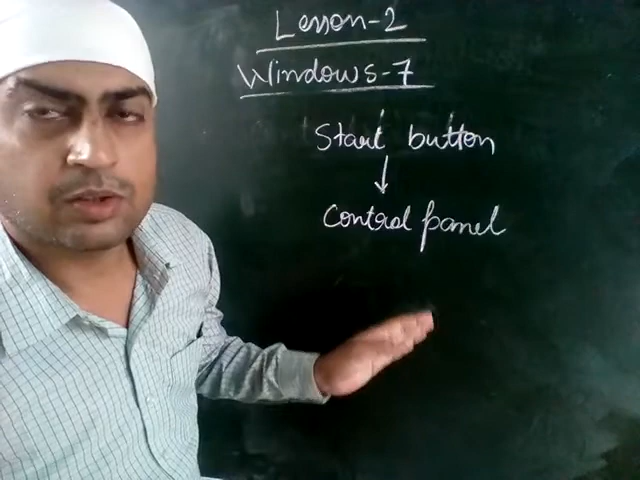 Lesson-2
Windows-7
Start button
↓
Control panel